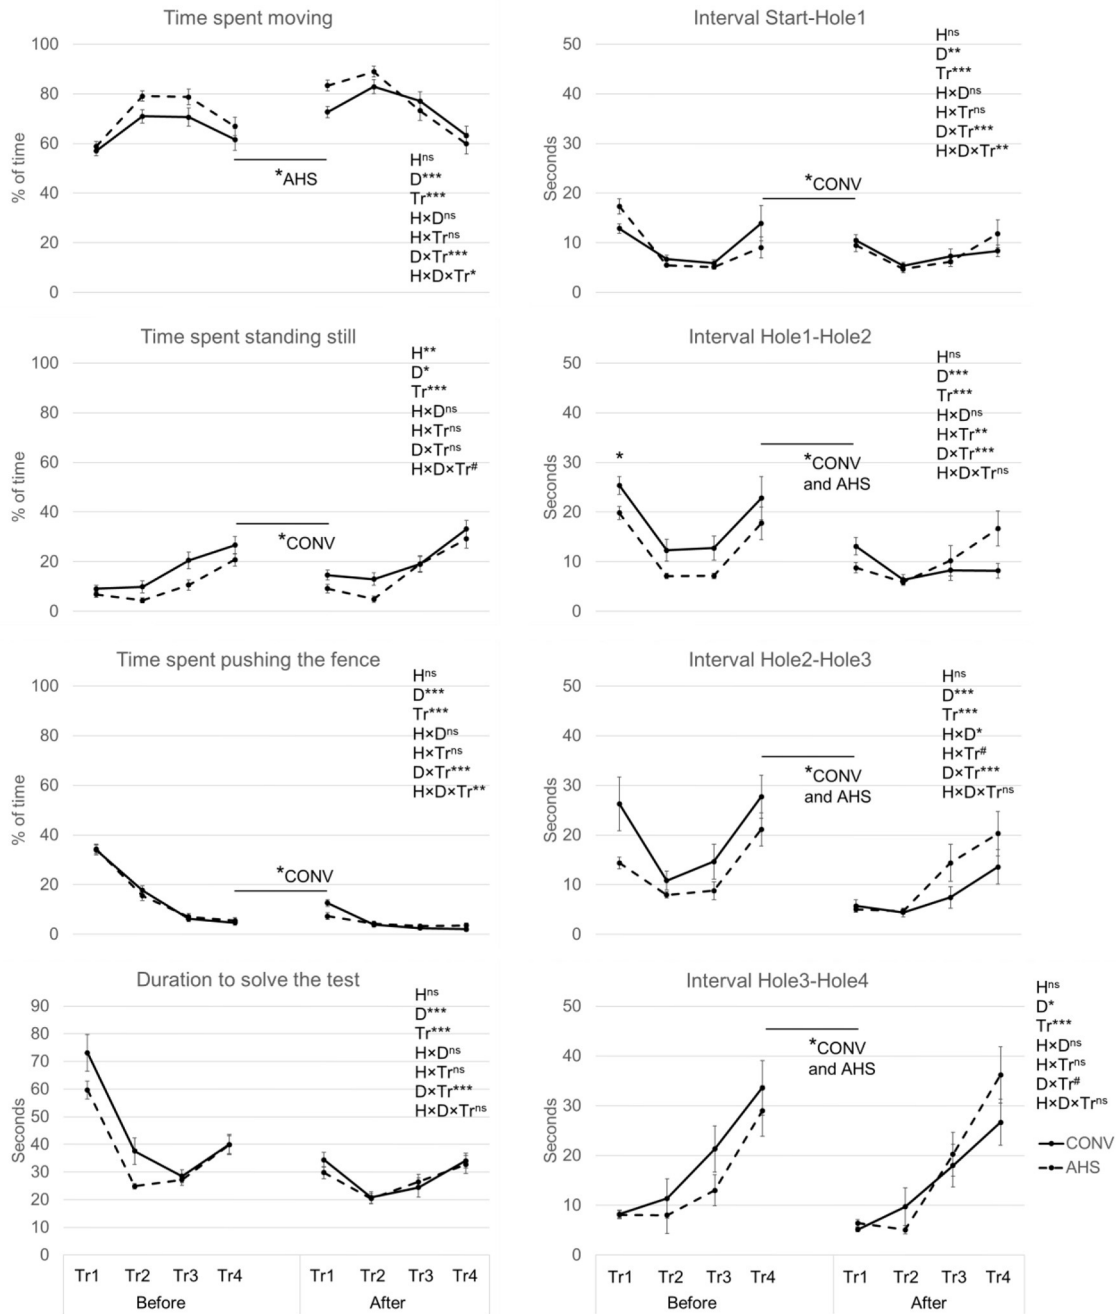 Time spent moving
100
80
60
40
20
0
% of time
*AHS
Hns
D***
Tr***
H×Dns
H×Trns
D×Tr***
H×D×Tr*
Interval Start-Hole1
50
40
30
20
10
0
Seconds
*CONV
Hns
D**
Tr***
H×Dns
H×Trns
D×Tr***
H×D×Tr**
Time spent standing still
100
80
60
40
20
0
% of time
*CONV
H**
D*
Tr***
H×Dns
H×Trns
D×Trns
H×D×Tr#
Interval Hole1-Hole2
50
40
30
20
10
0
Seconds
*
*CONV
and AHS
Hns
D***
Tr***
H×Dns
H×Tr**
D×Tr***
H×D×Trns
Time spent pushing the fence
100
80
60
40
20
0
% of time
*CONV
Hns
D***
Tr***
H×Dns
H×Trns
D×Tr***
H×D×Tr**
Interval Hole2-Hole3
50
40
30
20
10
0
Seconds
*CONV
and AHS
Hns
D***
Tr***
H×D*
H×Tr#
D×Tr***
H×D×Trns
Duration to solve the test
90
80
70
60
50
40
30
20
10
0
Seconds
Hns
D***
Tr***
H×Dns
H×Trns
D×Tr***
H×D×Trns
Tr1 Tr2 Tr3 Tr4 Tr1 Tr2 Tr3 Tr4
Before After
Interval Hole3-Hole4
50
40
30
20
10
0
Seconds
*CONV
and AHS
Hns
D*
Tr***
H×Dns
H×Trns
D×Tr#
H×D×Trns
CONV
AHS
Tr1 Tr2 Tr3 Tr4 Tr1 Tr2 Tr3 Tr4
Before After